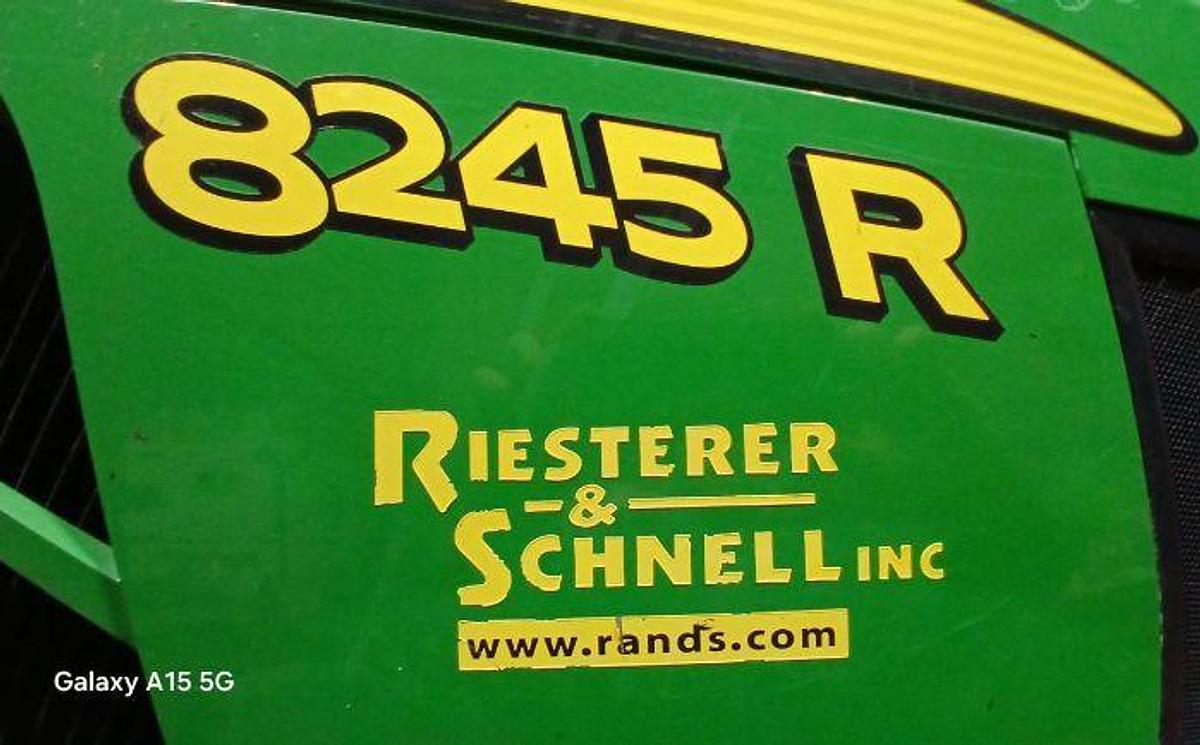 8245 R
RIESTERER
&
SCHNELL INC
www.rands.com
Galaxy A15 5G